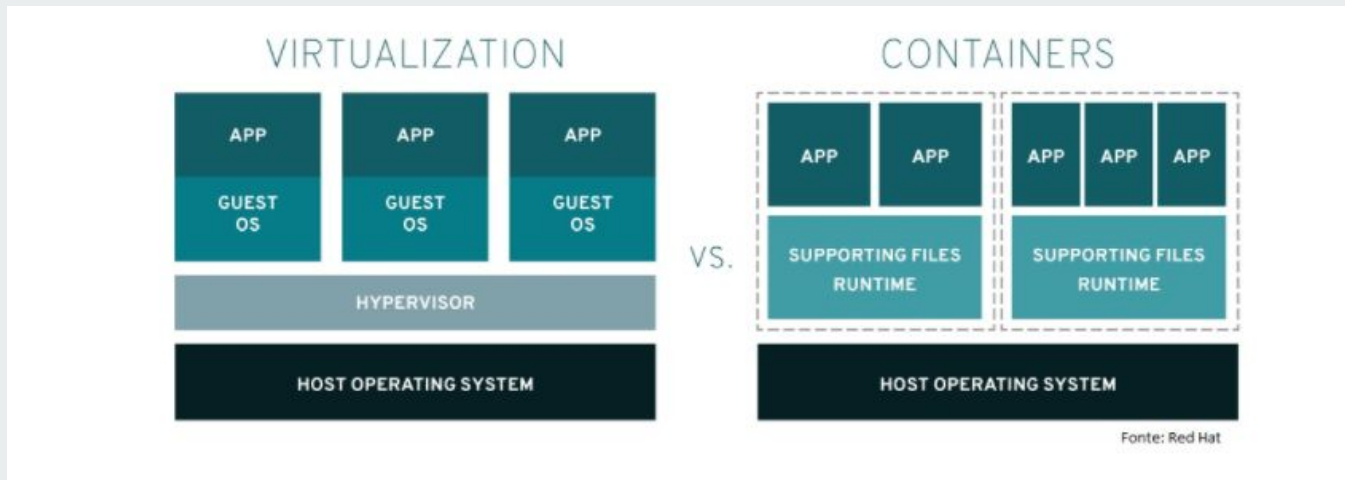 VIRTUALIZATION
APP
APP
APP
GUEST
OS
GUEST
OS
GUEST
OS
HYPERVISOR
HOST OPERATING SYSTEM
VS.
CONTAINERS
APP
APP
SUPPORTING FILES
RUNTIME
APP
APP
APP
SUPPORTING FILES
RUNTIME
HOST OPERATING SYSTEM
Fonte: Red Hat